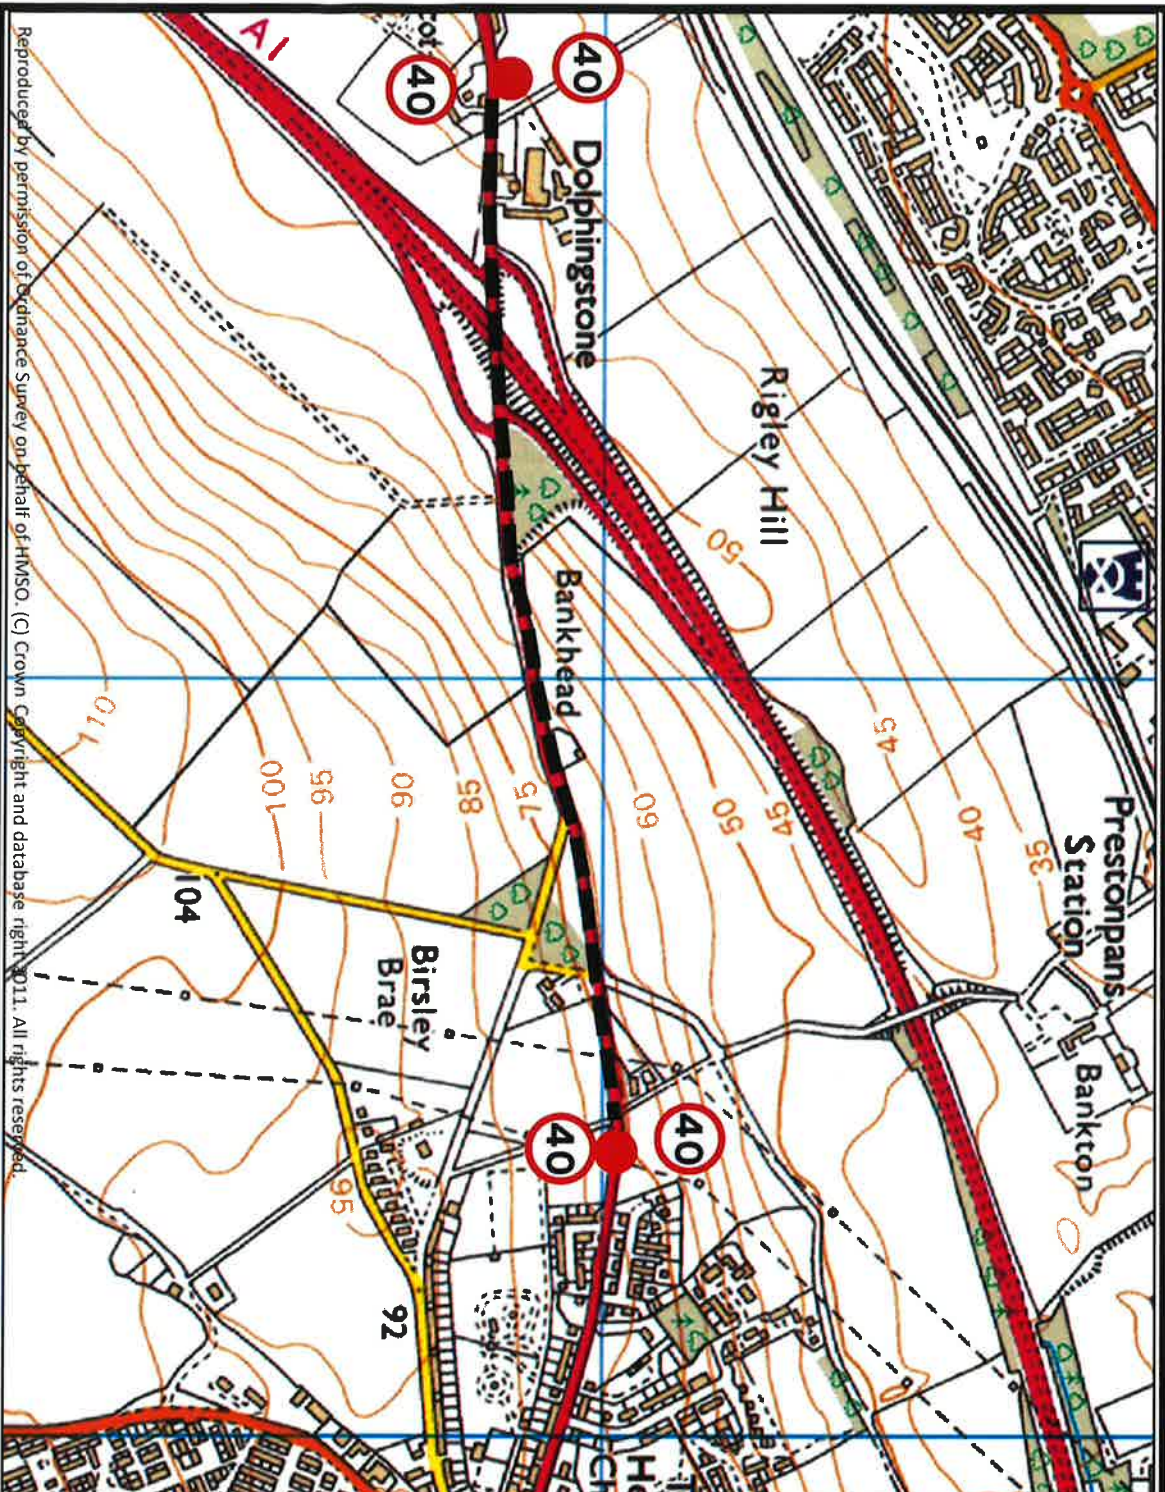 A1
40
40
Dolphingstone
Rigley Hill
50
Bankhead
110
100
95
90
85
75
60
50
45
45
40
35
Prestonpans
Station
104
Birsley
Brae
Bankton
40
40
95
92
Reproduced by permission of Ordnance Survey on behalf of HMSO. (C) Crown Copyright and database right 2011. All rights reserved.